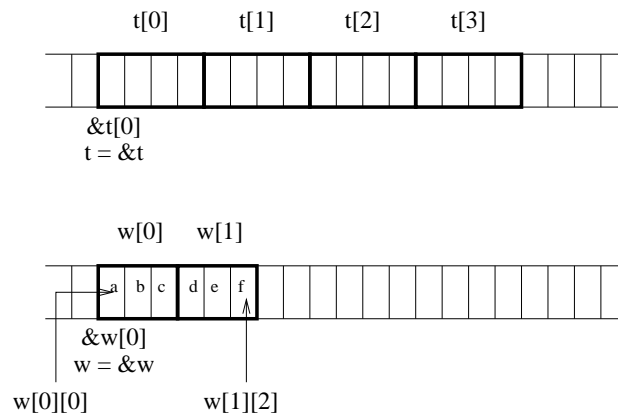 t[0] t[1] t[2] t[3]
&t[0]
t = &t
w[0] w[1]
a b c d e f
&w[0]
w = &w
w[0][0] w[1][2]